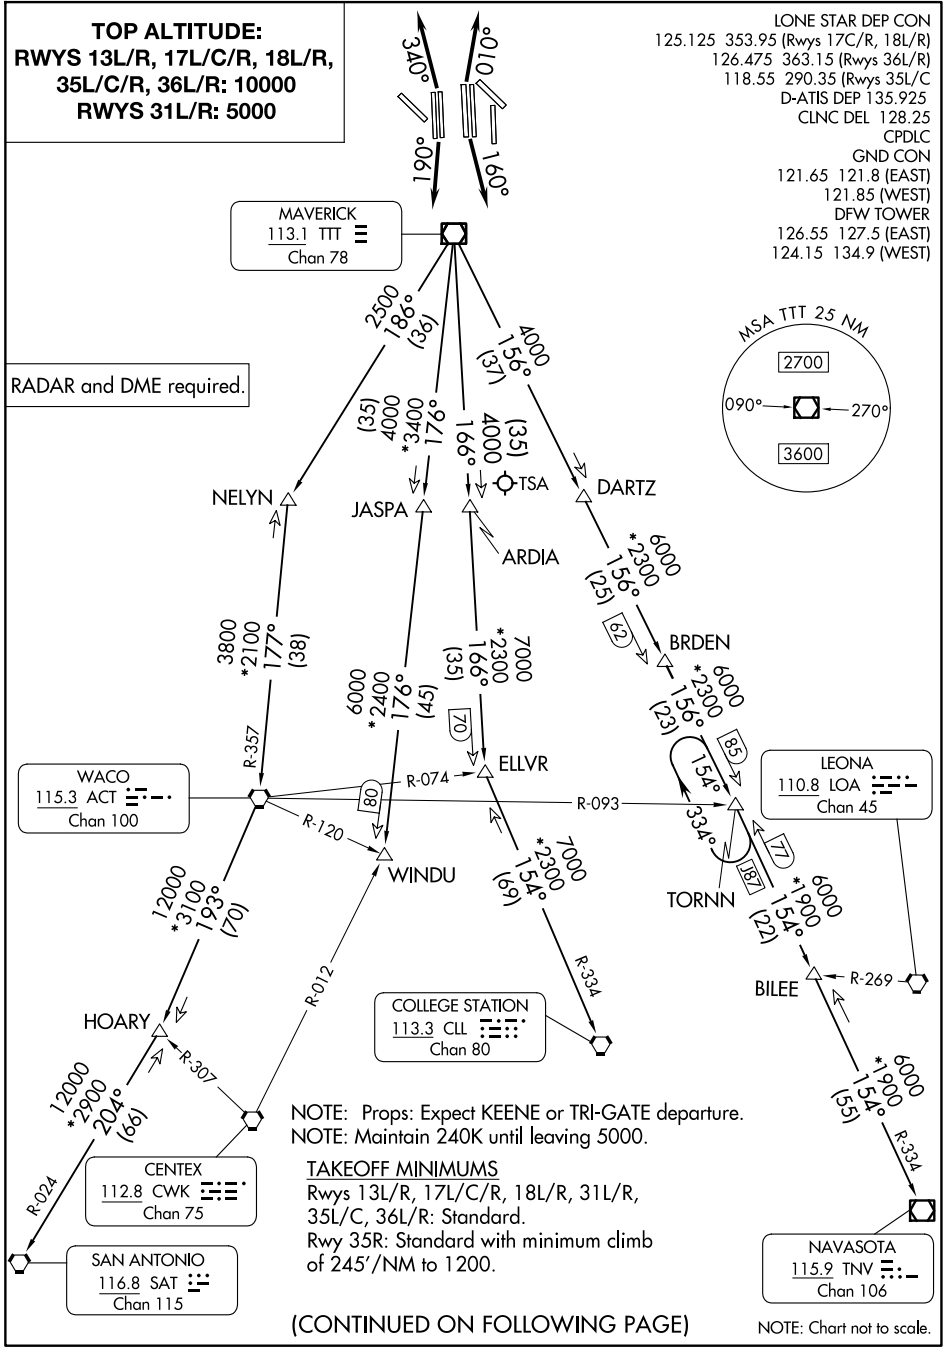 TOP ALTITUDE:
RWYS 13L/R, 17L/C/R, 18L/R,
35L/C/R, 36L/R: 10000
RWYS 31L/R: 5000
LONE STAR DEP CON
125.125 353.95 (Rwys 17C/R, 18L/R)
126.475 363.15 (Rwys 36L/R)
118.55 290.35 (Rwys 35L/C
D-ATIS DEP 135.925
CLNC DEL 128.25
CPDLC
GND CON
121.65 121.8 (EAST)
121.85 (WEST)
DFW TOWER
126.55 127.5 (EAST)
124.15 134.9 (WEST)
340°
010°
190°
160°
MAVERICK
113.1 TTT
Chan 78
MSA TTT 25 NM
2700
090°
270°
3600
RADAR and DME required.
2500
186°
(36)
(35)
4000
*3400
176°
(35)
4000
166°
4000
156°
(37)
NELYN
JASPA
TSA
ARDIA
DARTZ
6000
*2300
156°
(25)
62
BRDEN
3800
*2100
177°
(38)
R-357
6000
*2400
176°
(45)
80
7000
*2300
166°
(35)
70
ELLVR
6000
*2300
156°
(23)
85
154°
334°
77
J87
TORNN
WACO
115.3 ACT
Chan 100
R-074
R-093
R-120
WINDU
LEONA
110.8 LOA
Chan 45
12000
*3100
193°
(70)
7000
*2300
154°
(69)
R-334
6000
*1900
154°
(22)
BILEE
R-269
R-012
HOARY
R-307
COLLEGE STATION
113.3 CLL
Chan 80
12000
*2900
204°
(66)
R-024
6000
*1900
154°
(55)
R-334
CENTEX
112.8 CWK
Chan 75
SAN ANTONIO
116.8 SAT
Chan 115
NAVASOTA
115.9 TNV
Chan 106
NOTE: Props: Expect KEENE or TRI-GATE departure.
NOTE: Maintain 240K until leaving 5000.
TAKEOFF MINIMUMS
Rwys 13L/R, 17L/C/R, 18L/R, 31L/R,
35L/C, 36L/R: Standard.
Rwy 35R: Standard with minimum climb
of 245'/NM to 1200.
(CONTINUED ON FOLLOWING PAGE)
NOTE: Chart not to scale.